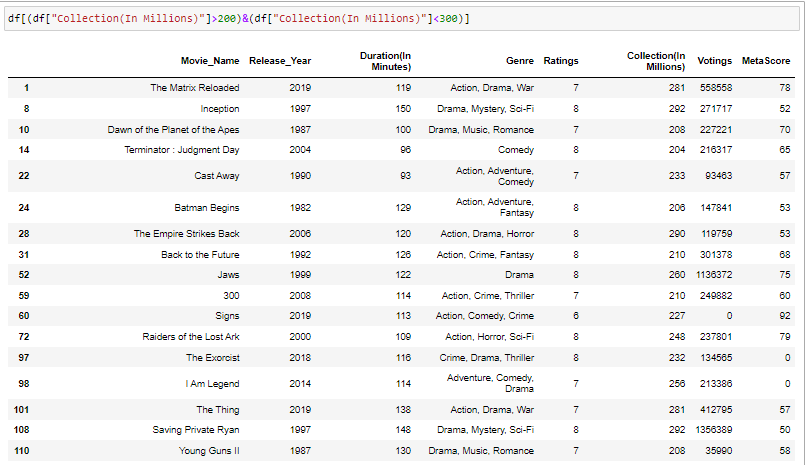 df[(df["Collection(In Millions)"]>200)&(df["Collection(In Millions)"]<300)]
Movie_Name Release_Year Duration(In Minutes) Genre Ratings Collection(In Millions) Votings MetaScore
1 The Matrix Reloaded 2019 119 Action, Drama, War 7 281 558558 78
8 Inception 1997 150 Drama, Mystery, Sci-Fi 8 292 271717 52
10 Dawn of the Planet of the Apes 1987 100 Drama, Music, Romance 7 208 227221 70
14 Terminator : Judgment Day 2004 96 Comedy 8 204 216317 65
22 Cast Away 1990 93 Action, Adventure, Comedy 7 233 93463 57
24 Batman Begins 1982 129 Action, Adventure, Fantasy 8 206 147841 53
28 The Empire Strikes Back 2006 120 Action, Drama, Horror 8 290 119759 53
31 Back to the Future 1992 126 Action, Crime, Fantasy 8 210 301378 68
52 Jaws 1999 122 Drama 8 260 1136372 75
59 300 2008 114 Action, Crime, Thriller 7 210 249882 60
60 Signs 2019 113 Action, Comedy, Crime 6 227 0 92
72 Raiders of the Lost Ark 2000 109 Action, Horror, Sci-Fi 8 248 237801 79
97 The Exorcist 2018 116 Crime, Drama, Thriller 8 232 134565 0
98 I Am Legend 2014 114 Adventure, Comedy, Drama 7 256 213386 0
101 The Thing 2019 138 Action, Drama, War 7 281 412795 57
108 Saving Private Ryan 1997 148 Drama, Mystery, Sci-Fi 8 292 1356389 50
110 Young Guns II 1987 130 Drama, Music, Romance 7 208 35990 58